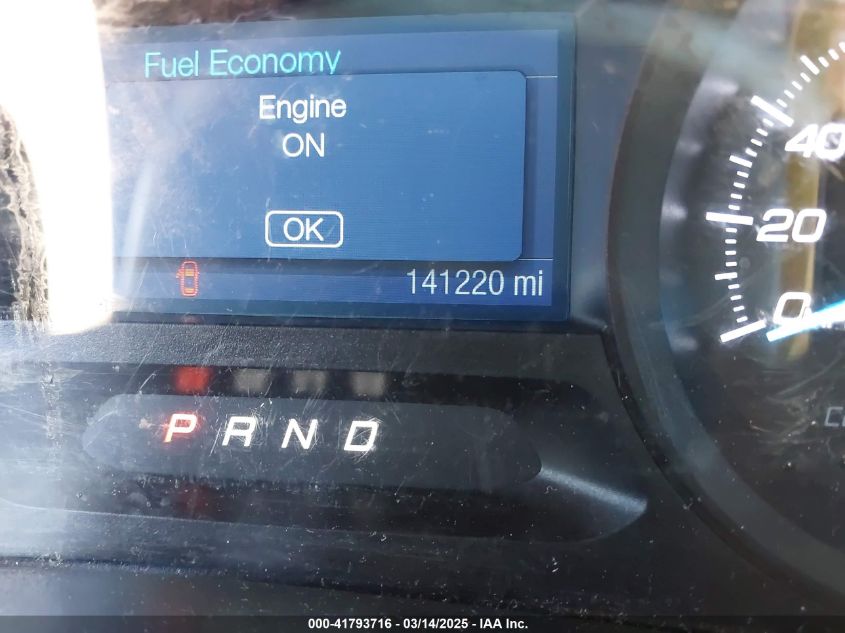 Fuel Economy
Engine
ON
OK
141220 mi
P R N D
40
20
0
000-41793716 - 03/14/2025 - IAA Inc.